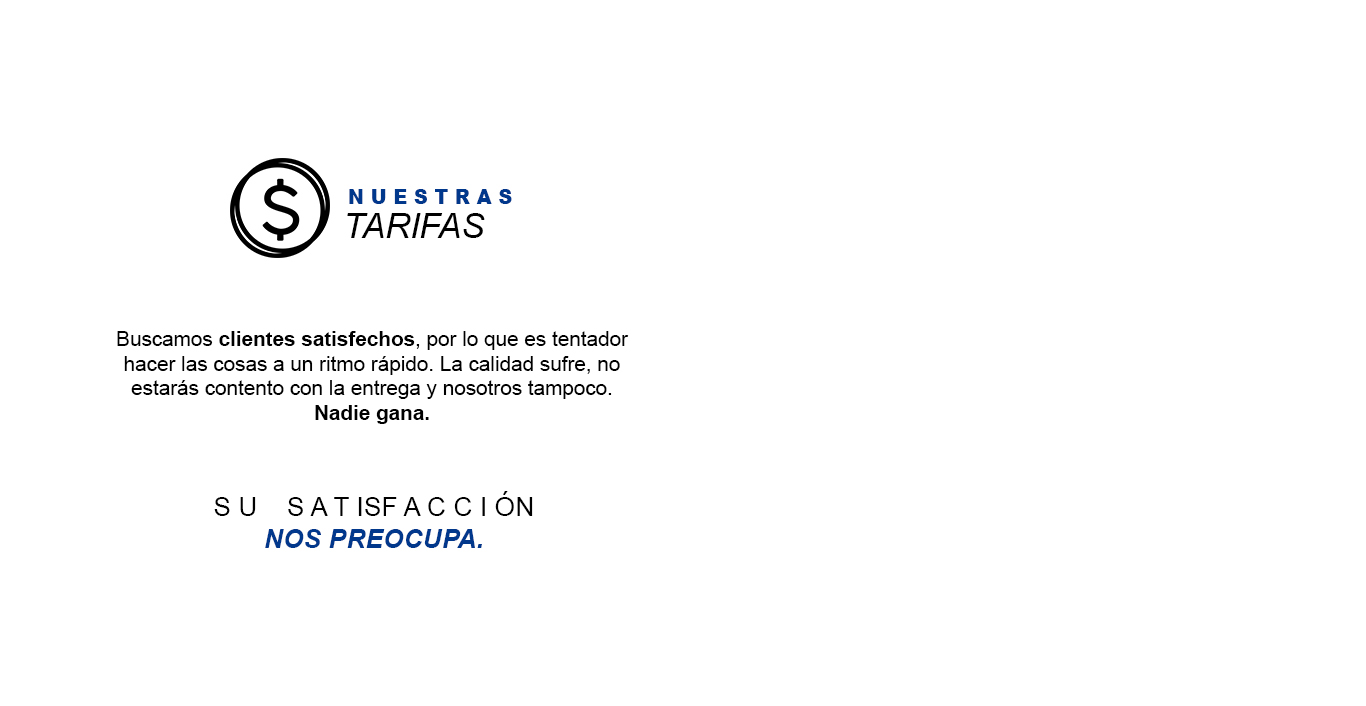 NUESTRAS
TARIFAS
Buscamos clientes satisfechos, por lo que es tentador
hacer las cosas a un ritmo rápido. La calidad sufre, no
estarás contento con la entrega y nosotros tampoco.
Nadie gana.
SU SATISFACCIÓN
NOS PREOCUPA.